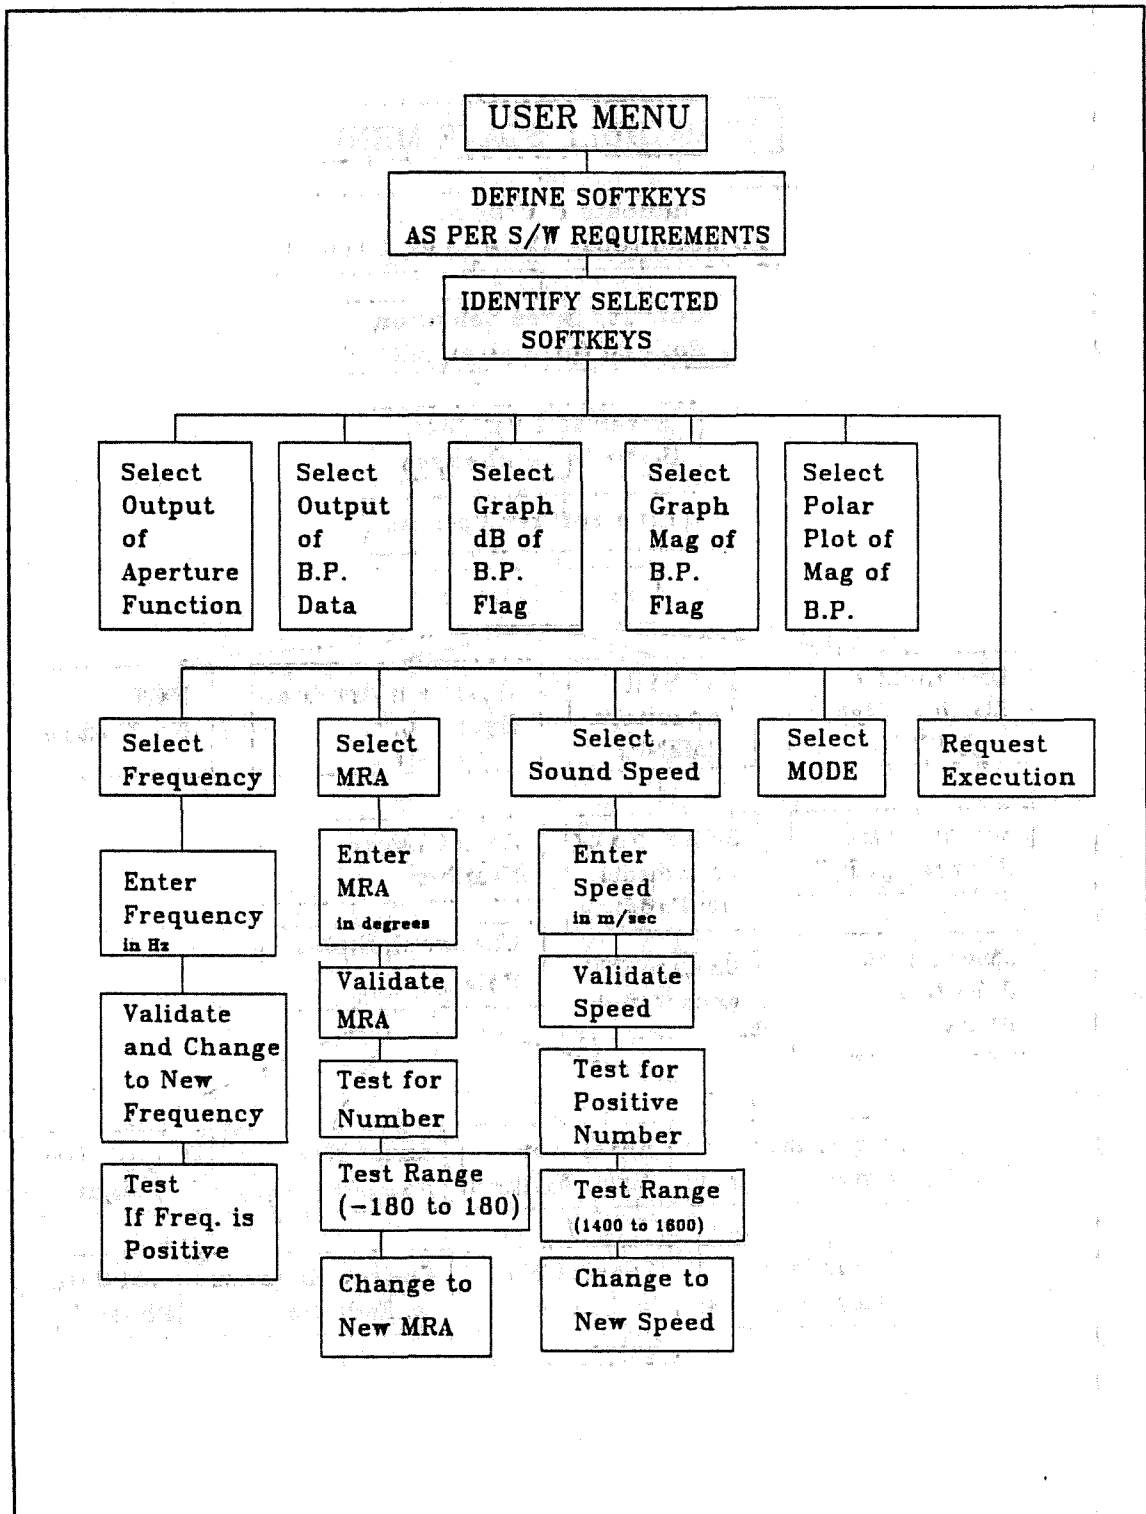 USER MENU
DEFINE SOFTKEYS
AS PER S/W REQUIREMENTS
IDENTIFY SELECTED
SOFTKEYS
Select
Output
of
Aperture
Function
Select
Output
of
B.P.
Data
Select
Graph
dB of
B.P.
Flag
Select
Graph
Mag of
B.P.
Flag
Select
Polar
Plot of
Mag of
B.P.
Select
Frequency
Select
MRA
Select
Sound Speed
Select
MODE
Request
Execution
Enter
Frequency
in Hz
Enter
MRA
in degrees
Enter
Speed
in m/sec
Validate
and Change
to New
Frequency
Validate
MRA
Validate
Speed
Test for
Number
Test for
Positive
Number
Test
If Freq. is
Positive
Test Range
(-180 to 180)
Test Range
(1400 to 1600)
Change to
New MRA
Change to
New Speed